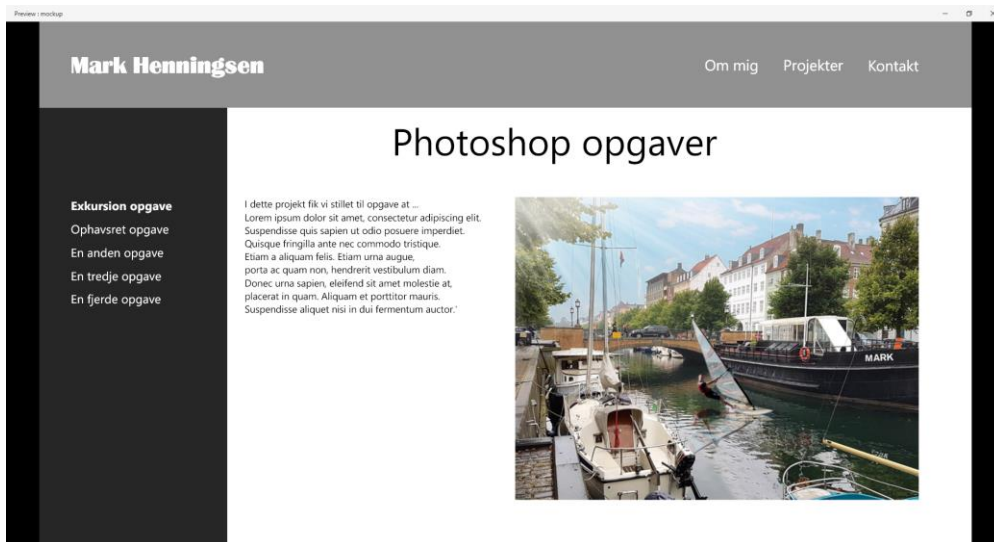 Preview : mockup
Mark Henningsen
Om mig Projekter Kontakt
Photoshop opgaver
Exkursion opgave
Ophavsret opgave
En anden opgave
En tredje opgave
En fjerde opgave
I dette projekt fik vi stillet til opgave at ...
Lorem ipsum dolor sit amet, consectetur adipiscing elit.
Suspendisse quis sapien ut odio posuere imperdiet.
Quisque fringilla ante nec commodo tristique.
Etiam a aliquam felis. Etiam urna augue,
porta ac quam non, hendrerit vestibulum diam.
Donec urna sapien, eleifend sit amet molestie at,
placerat in quam. Aliquam et porttitor mauris.
Suspendisse aliquet nisi in dui fermentum auctor.'
MARK